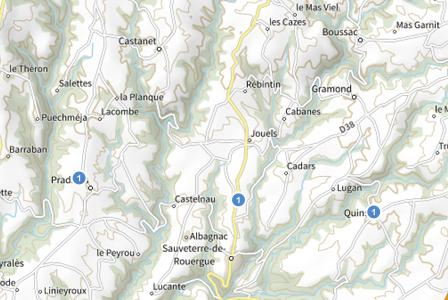 le Mas Viel
les Cazes
Mas Garnit
Boussac
Castanet
le Théron
Salettes
Rébintin
Gramond
la Planque
Lacombe
Cabanes
Puechméja
Jouels
D38
Barraban
Cadars
Prad
1
Lugan
Castelnau
1
Quin
1
Albagnac
Sauveterre-de-
Rouergue
le Peyrou
Linieyroux
Lucante